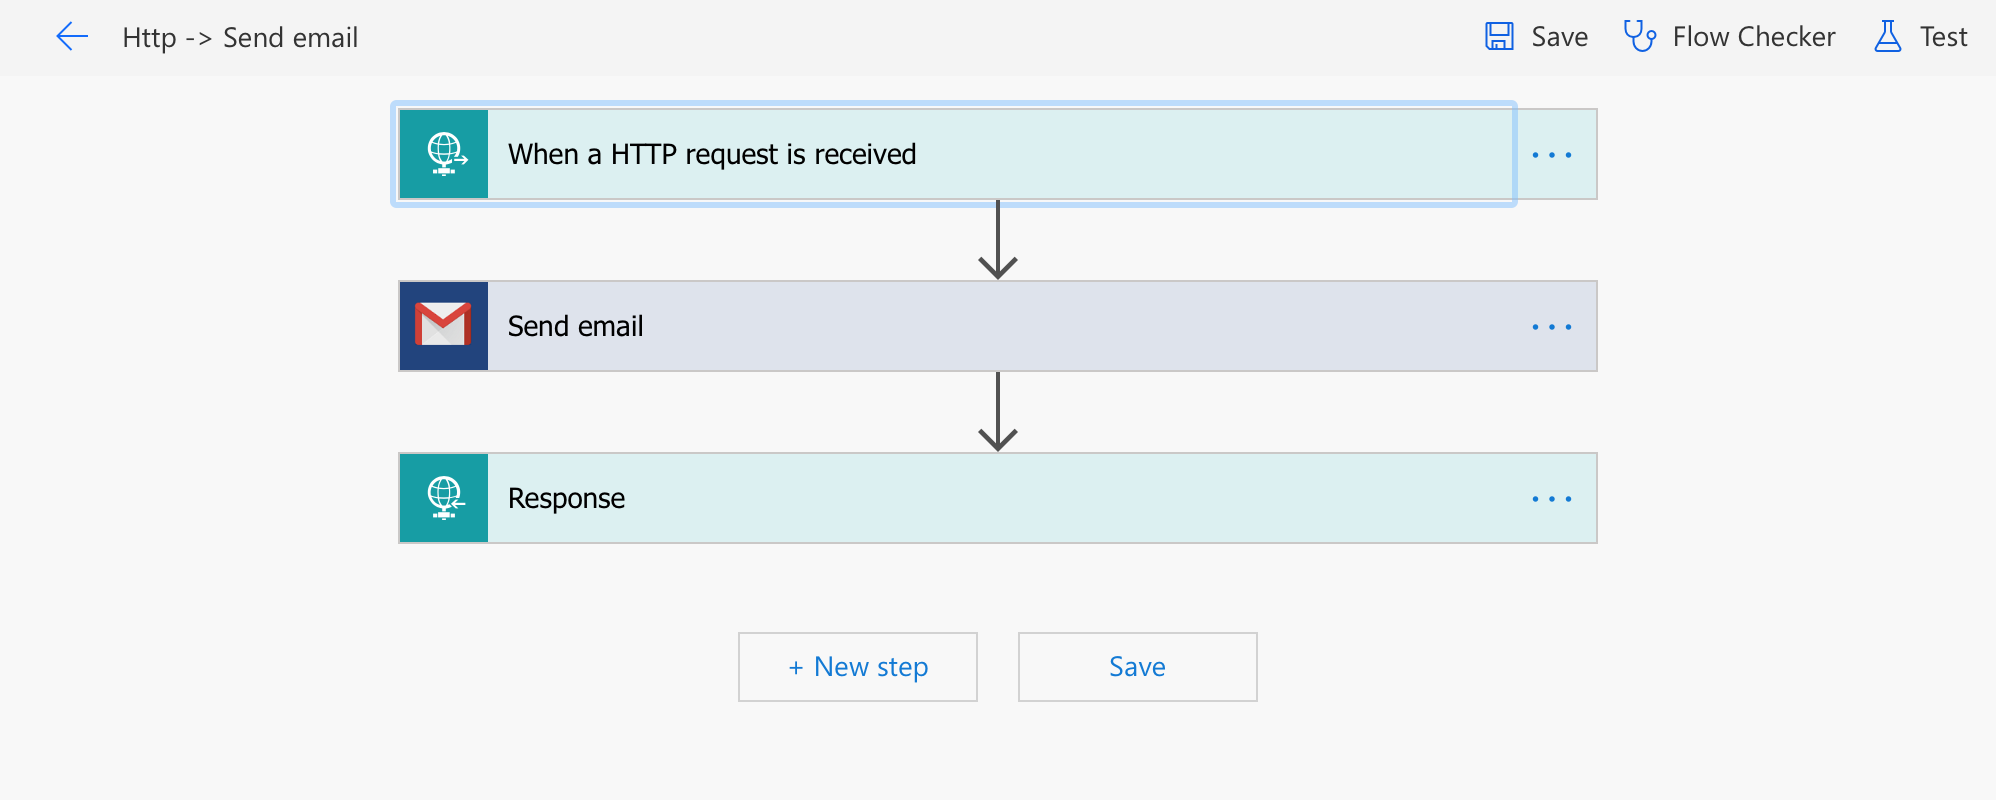 Http -> Send email
Save
Flow Checker
Test
When a HTTP request is received
Send email
Response
+ New step
Save